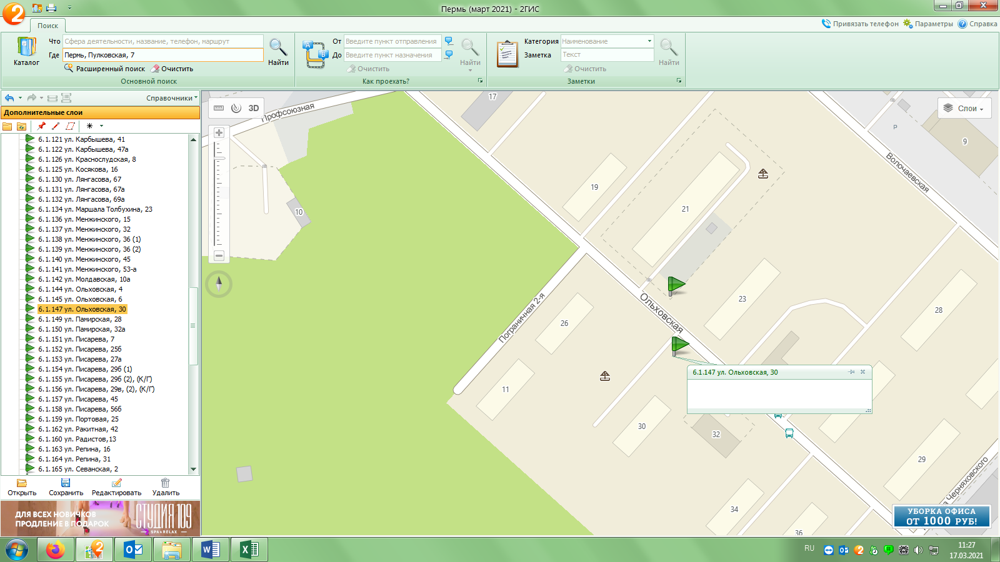 Пермь (март 2021) - 2ГИС
Поиск
Привязать телефон
Параметры
Справка
Каталог
Что
Сфера деятельности, название, телефон, маршрут
Где
Пермь, Пулковская, 7
Расширенный поиск
Очистить
Найти
Основной поиск
От
Введите пункт отправления
До
Введите пункт назначения
Очистить
Найти
Как проехать?
Категория
Наименование
Заметка
Текст
Очистить
Найти
Заметки
Справочники
Дополнительные слои
6.1.121 ул. Карбышева, 41
6.1.122 ул. Карбышева, 47а
6.1.126 ул. Краснослудская, 8
6.1.125 ул. Косякова, 16
6.1.130 ул. Лянгасова, 67
6.1.131 ул. Лянгасова, 67а
6.1.132 ул. Лянгасова, 69а
6.1.134 ул. Маршала Толбухина, 23
6.1.136 ул. Менжинского, 15
6.1.137 ул. Менжинского, 32
6.1.138 ул. Менжинского, 36 (1)
6.1.139 ул. Менжинского, 36 (2)
6.1.140 ул. Менжинского, 45
6.1.141 ул. Менжинского, 53-а
6.1.142 ул. Молдавская, 10а
6.1.144 ул. Ольховская, 4
6.1.145 ул. Ольховская, 6
6.1.147 ул. Ольховская, 30
6.1.149 ул. Памирская, 28
6.1.150 ул. Памирская, 32а
6.1.151 ул. Писарева, 7
6.1.152 ул. Писарева, 25б
6.1.153 ул. Писарева, 27а
6.1.154 ул. Писарева, 29б (1)
6.1.155 ул. Писарева, 29б (2), (К/Г)
6.1.156 ул. Писарева, 29в, (2), (К/Г)
6.1.157 ул. Писарева, 45
6.1.158 ул. Писарева, 56б
6.1.159 ул. Портовая, 25
6.1.162 ул. Ракитная, 42
6.1.160 ул. Радистов,13
6.1.163 ул. Репина, 16
6.1.164 ул. Репина, 31
6.1.165 ул. Севанская, 2
Открыть
Сохранить
Редактировать
Удалить
ДЛЯ ВСЕХ НОВИЧКОВ
ПРОДЛЕНИЕ В ПОДАРОК
СТУДИЯ 109
SPA & RELAX
3D
Слои
Профсоюзная
17
P
9
Волочаевская
19
21
10
23
28
Ольховская
Пограничная 2-я
26
11
30
6.1.147 ул. Ольховская, 30
32
29
а Черняховского
34
36
УБОРКА ОФИСА
ОТ 1000 РУБ!
RU
11:27
17.03.2021